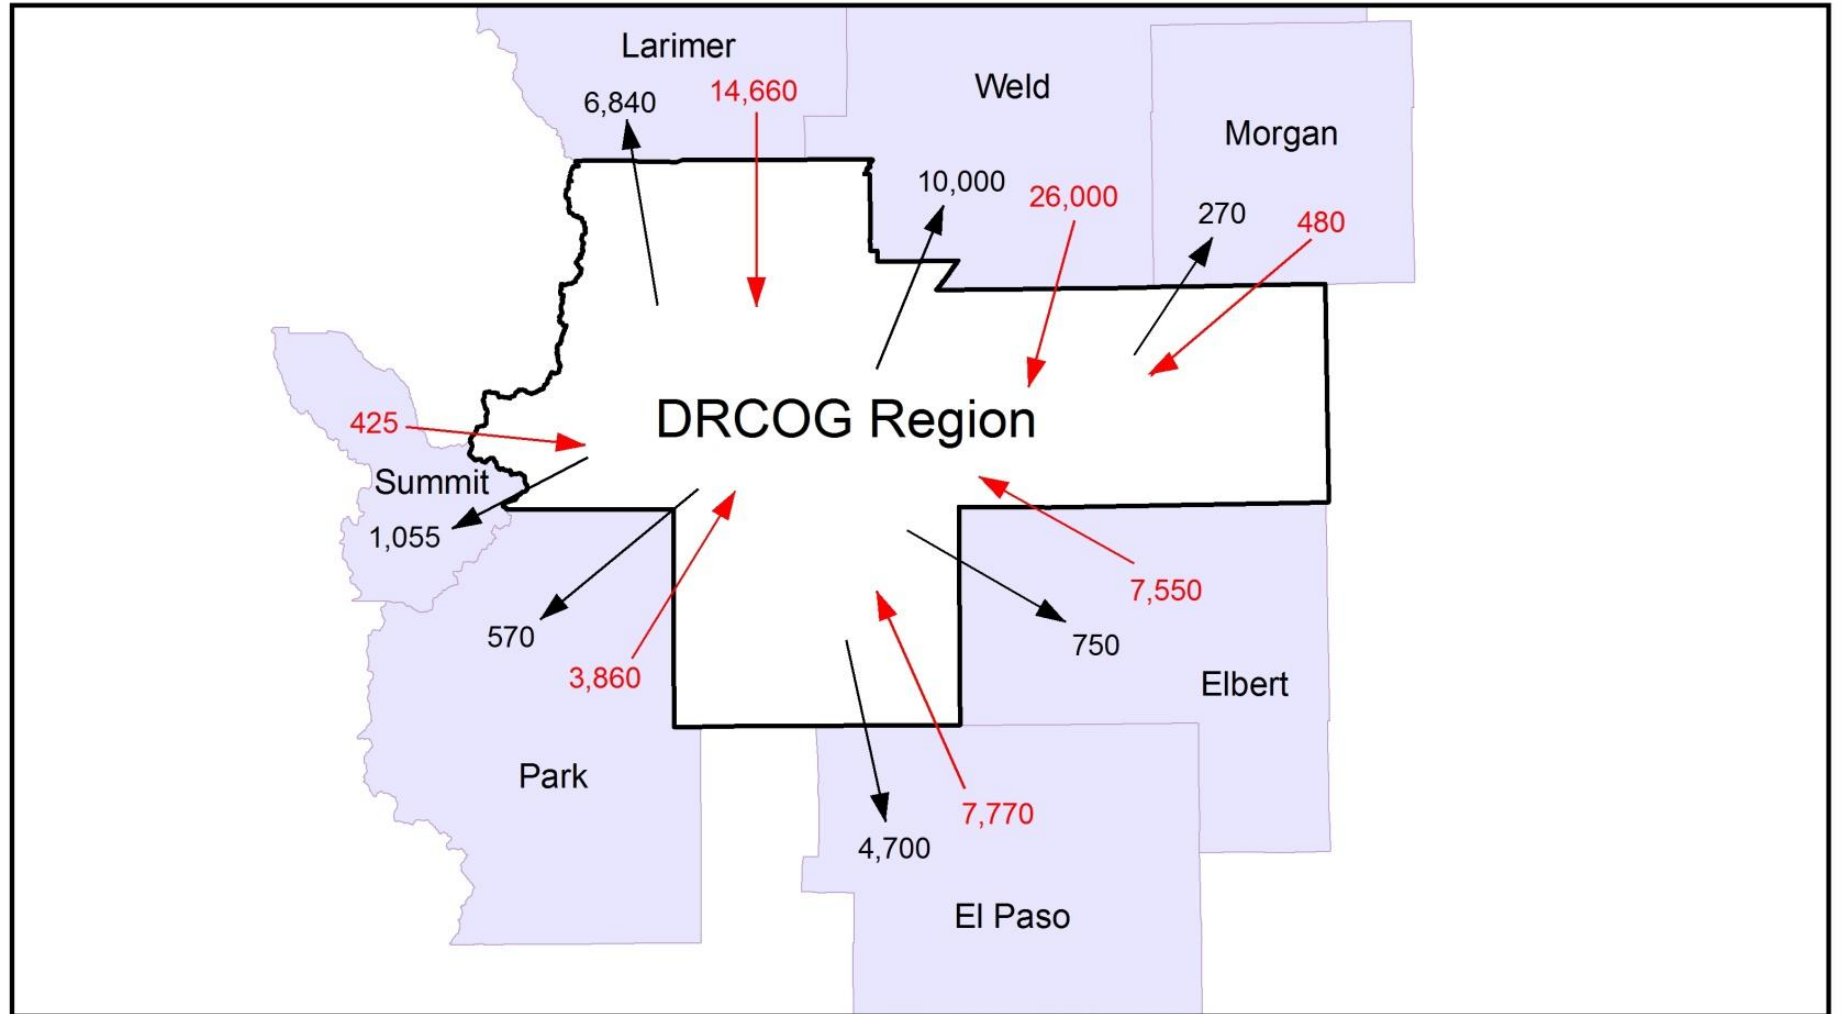 Larimer
6,840
14,660
Weld
Morgan
10,000
26,000
270
480
DRCOG Region
425
Summit
1,055
570
3,860
7,550
750
Elbert
Park
7,770
4,700
El Paso